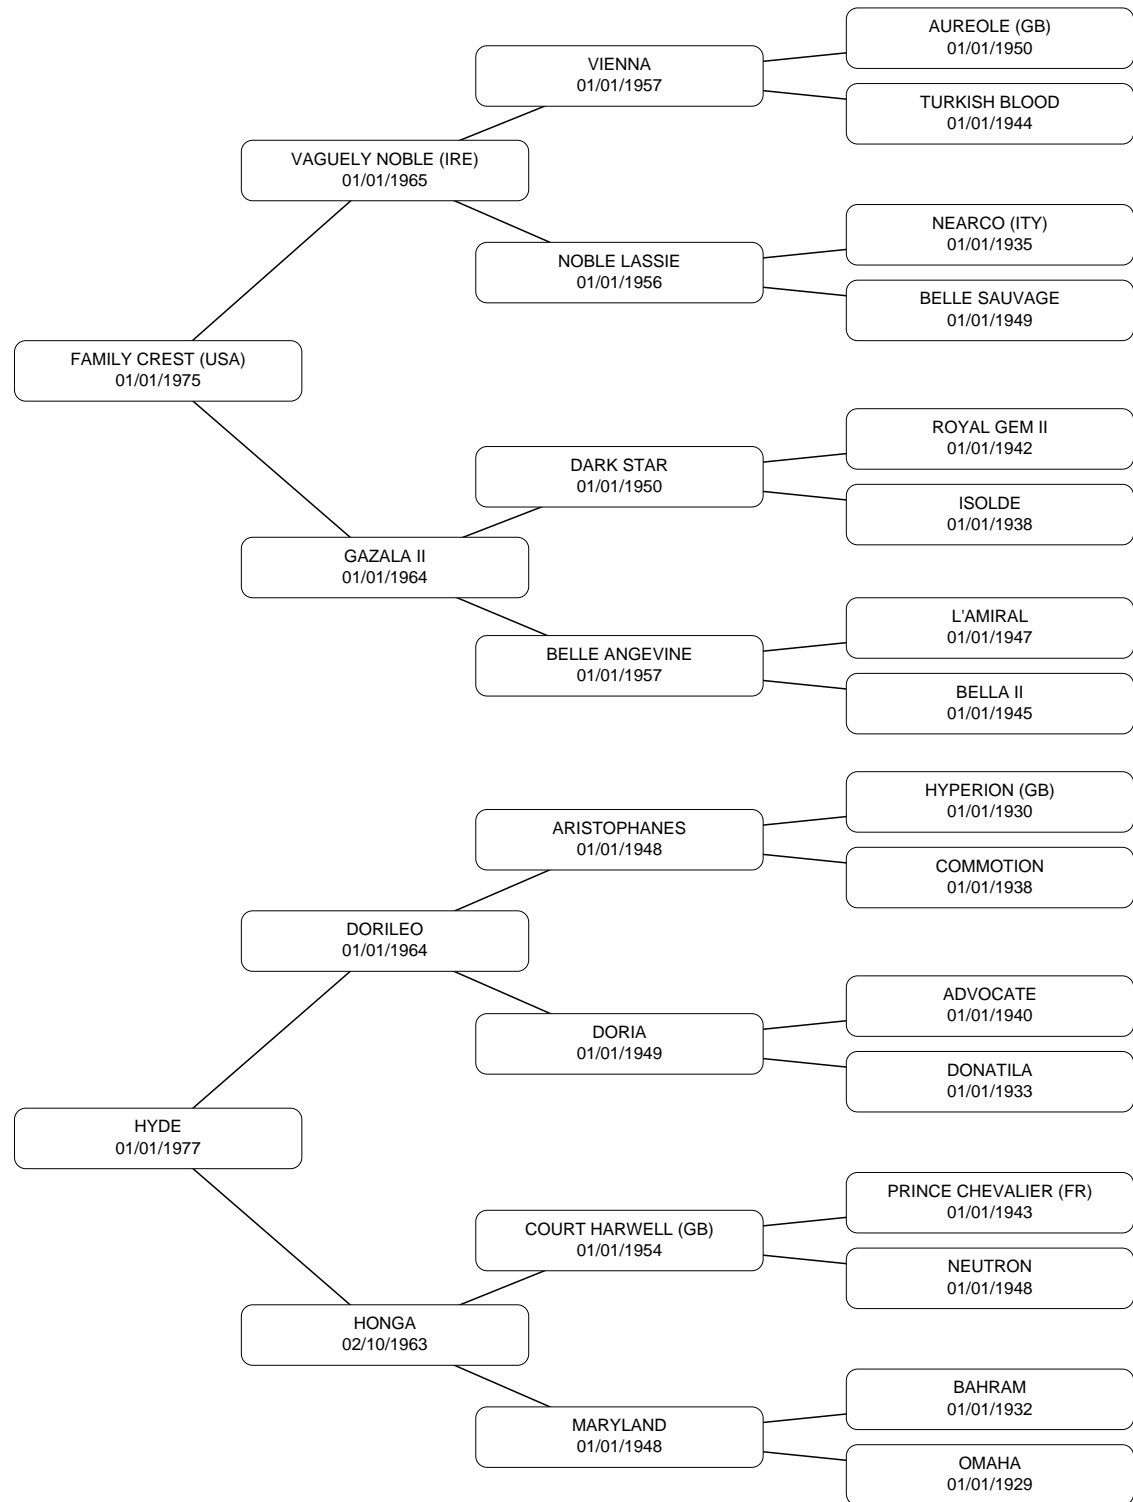 AUREOLE (GB)
01/01/1950
VIENNA
01/01/1957
TURKISH BLOOD
01/01/1944
VAGUELY NOBLE (IRE)
01/01/1965
NEARCO (ITY)
01/01/1935
NOBLE LASSIE
01/01/1956
BELLE SAUVAGE
01/01/1949
FAMILY CREST (USA)
01/01/1975
ROYAL GEM II
01/01/1942
DARK STAR
01/01/1950
ISOLDE
01/01/1938
GAZALA II
01/01/1964
L'AMIRAL
01/01/1947
BELLE ANGEVINE
01/01/1957
BELLA II
01/01/1945
HYPERION (GB)
01/01/1930
ARISTOPHANES
01/01/1948
COMMOTION
01/01/1938
DORILEO
01/01/1964
ADVOCATE
01/01/1940
DORIA
01/01/1949
DONATILA
01/01/1933
HYDE
01/01/1977
PRINCE CHEVALIER (FR)
01/01/1943
COURT HARWELL (GB)
01/01/1954
NEUTRON
01/01/1948
HONGA
02/10/1963
BAHRAM
01/01/1932
MARYLAND
01/01/1948
OMAHA
01/01/1929